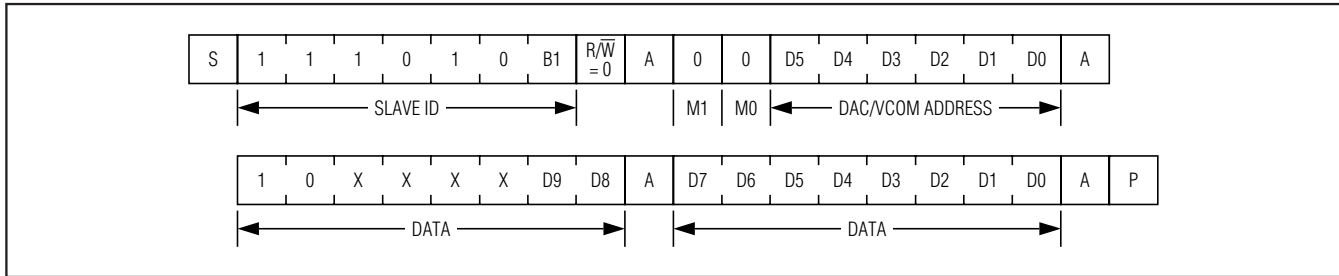 S 1 1 1 0 1 0 B1 R/W̅ = 0 A 0 0 D5 D4 D3 D2 D1 D0 A
SLAVE ID M1 M0 DAC/VCOM ADDRESS
1 0 X X X X D9 D8 A D7 D6 D5 D4 D3 D2 D1 D0 A P
DATA DATA